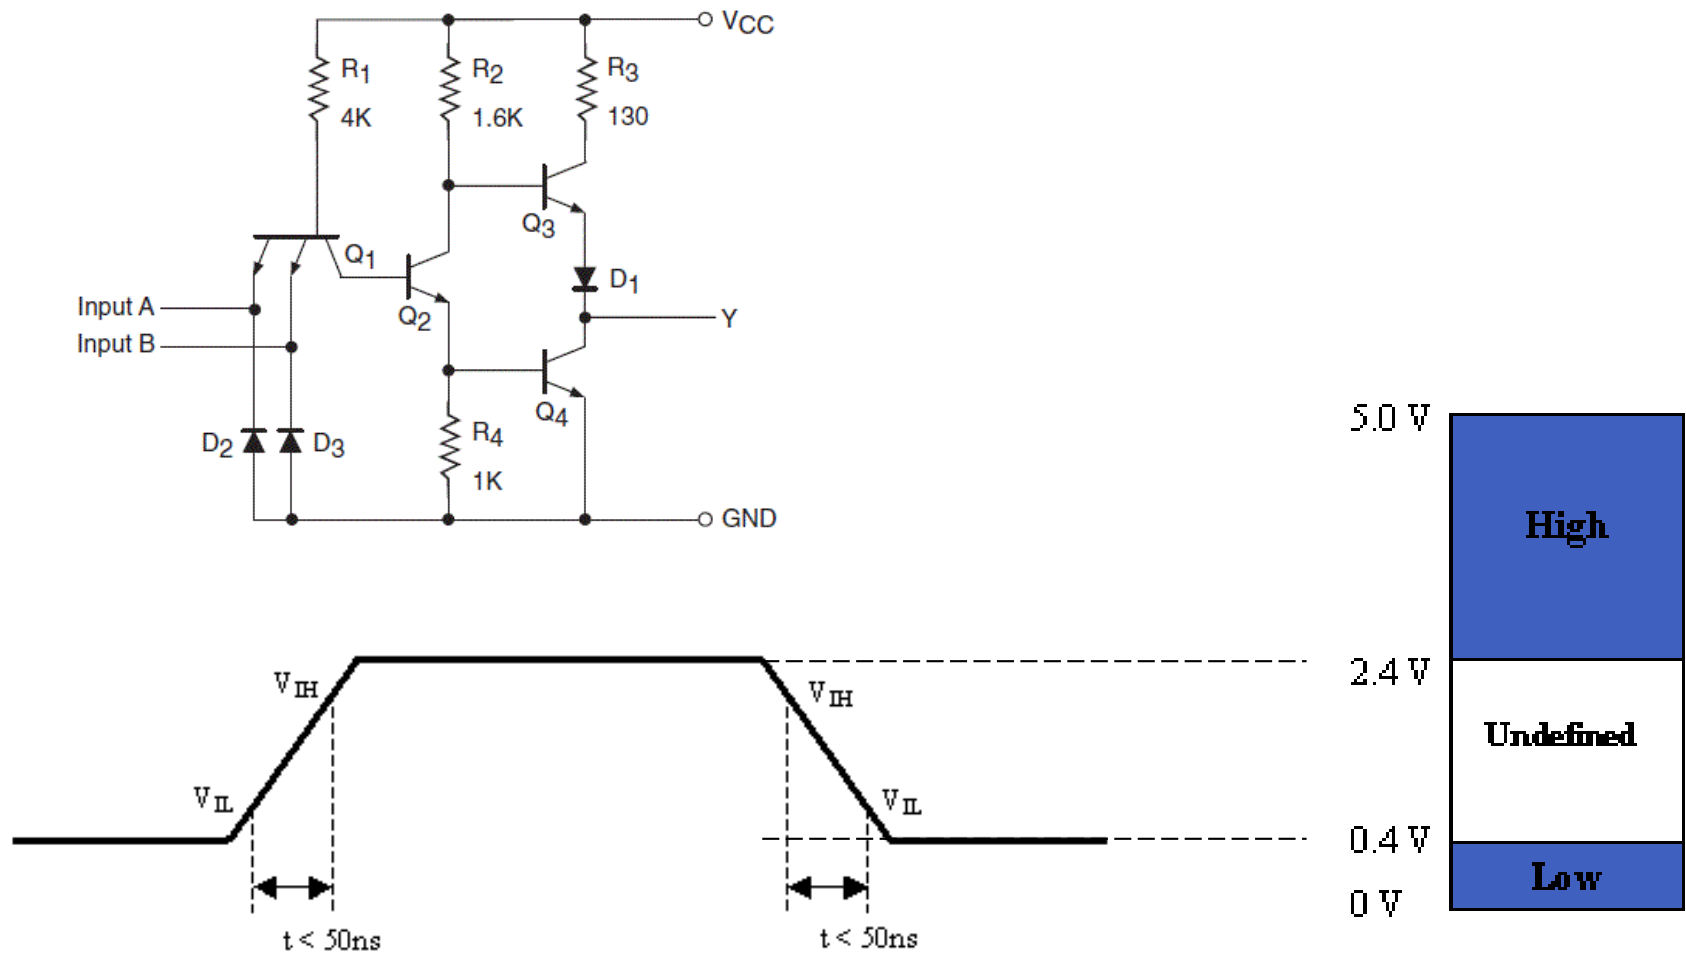 VCC
R1
4K
R2
1.6K
R3
130
Q1
Q3
D1
Input A
Input B
Q2
Y
Q4
D2
D3
R4
1K
GND
5.0 V
High
2.4 V
Undefined
0.4 V
Low
0 V
VIH
VIL
t < 50ns
VIH
VIL
t < 50ns